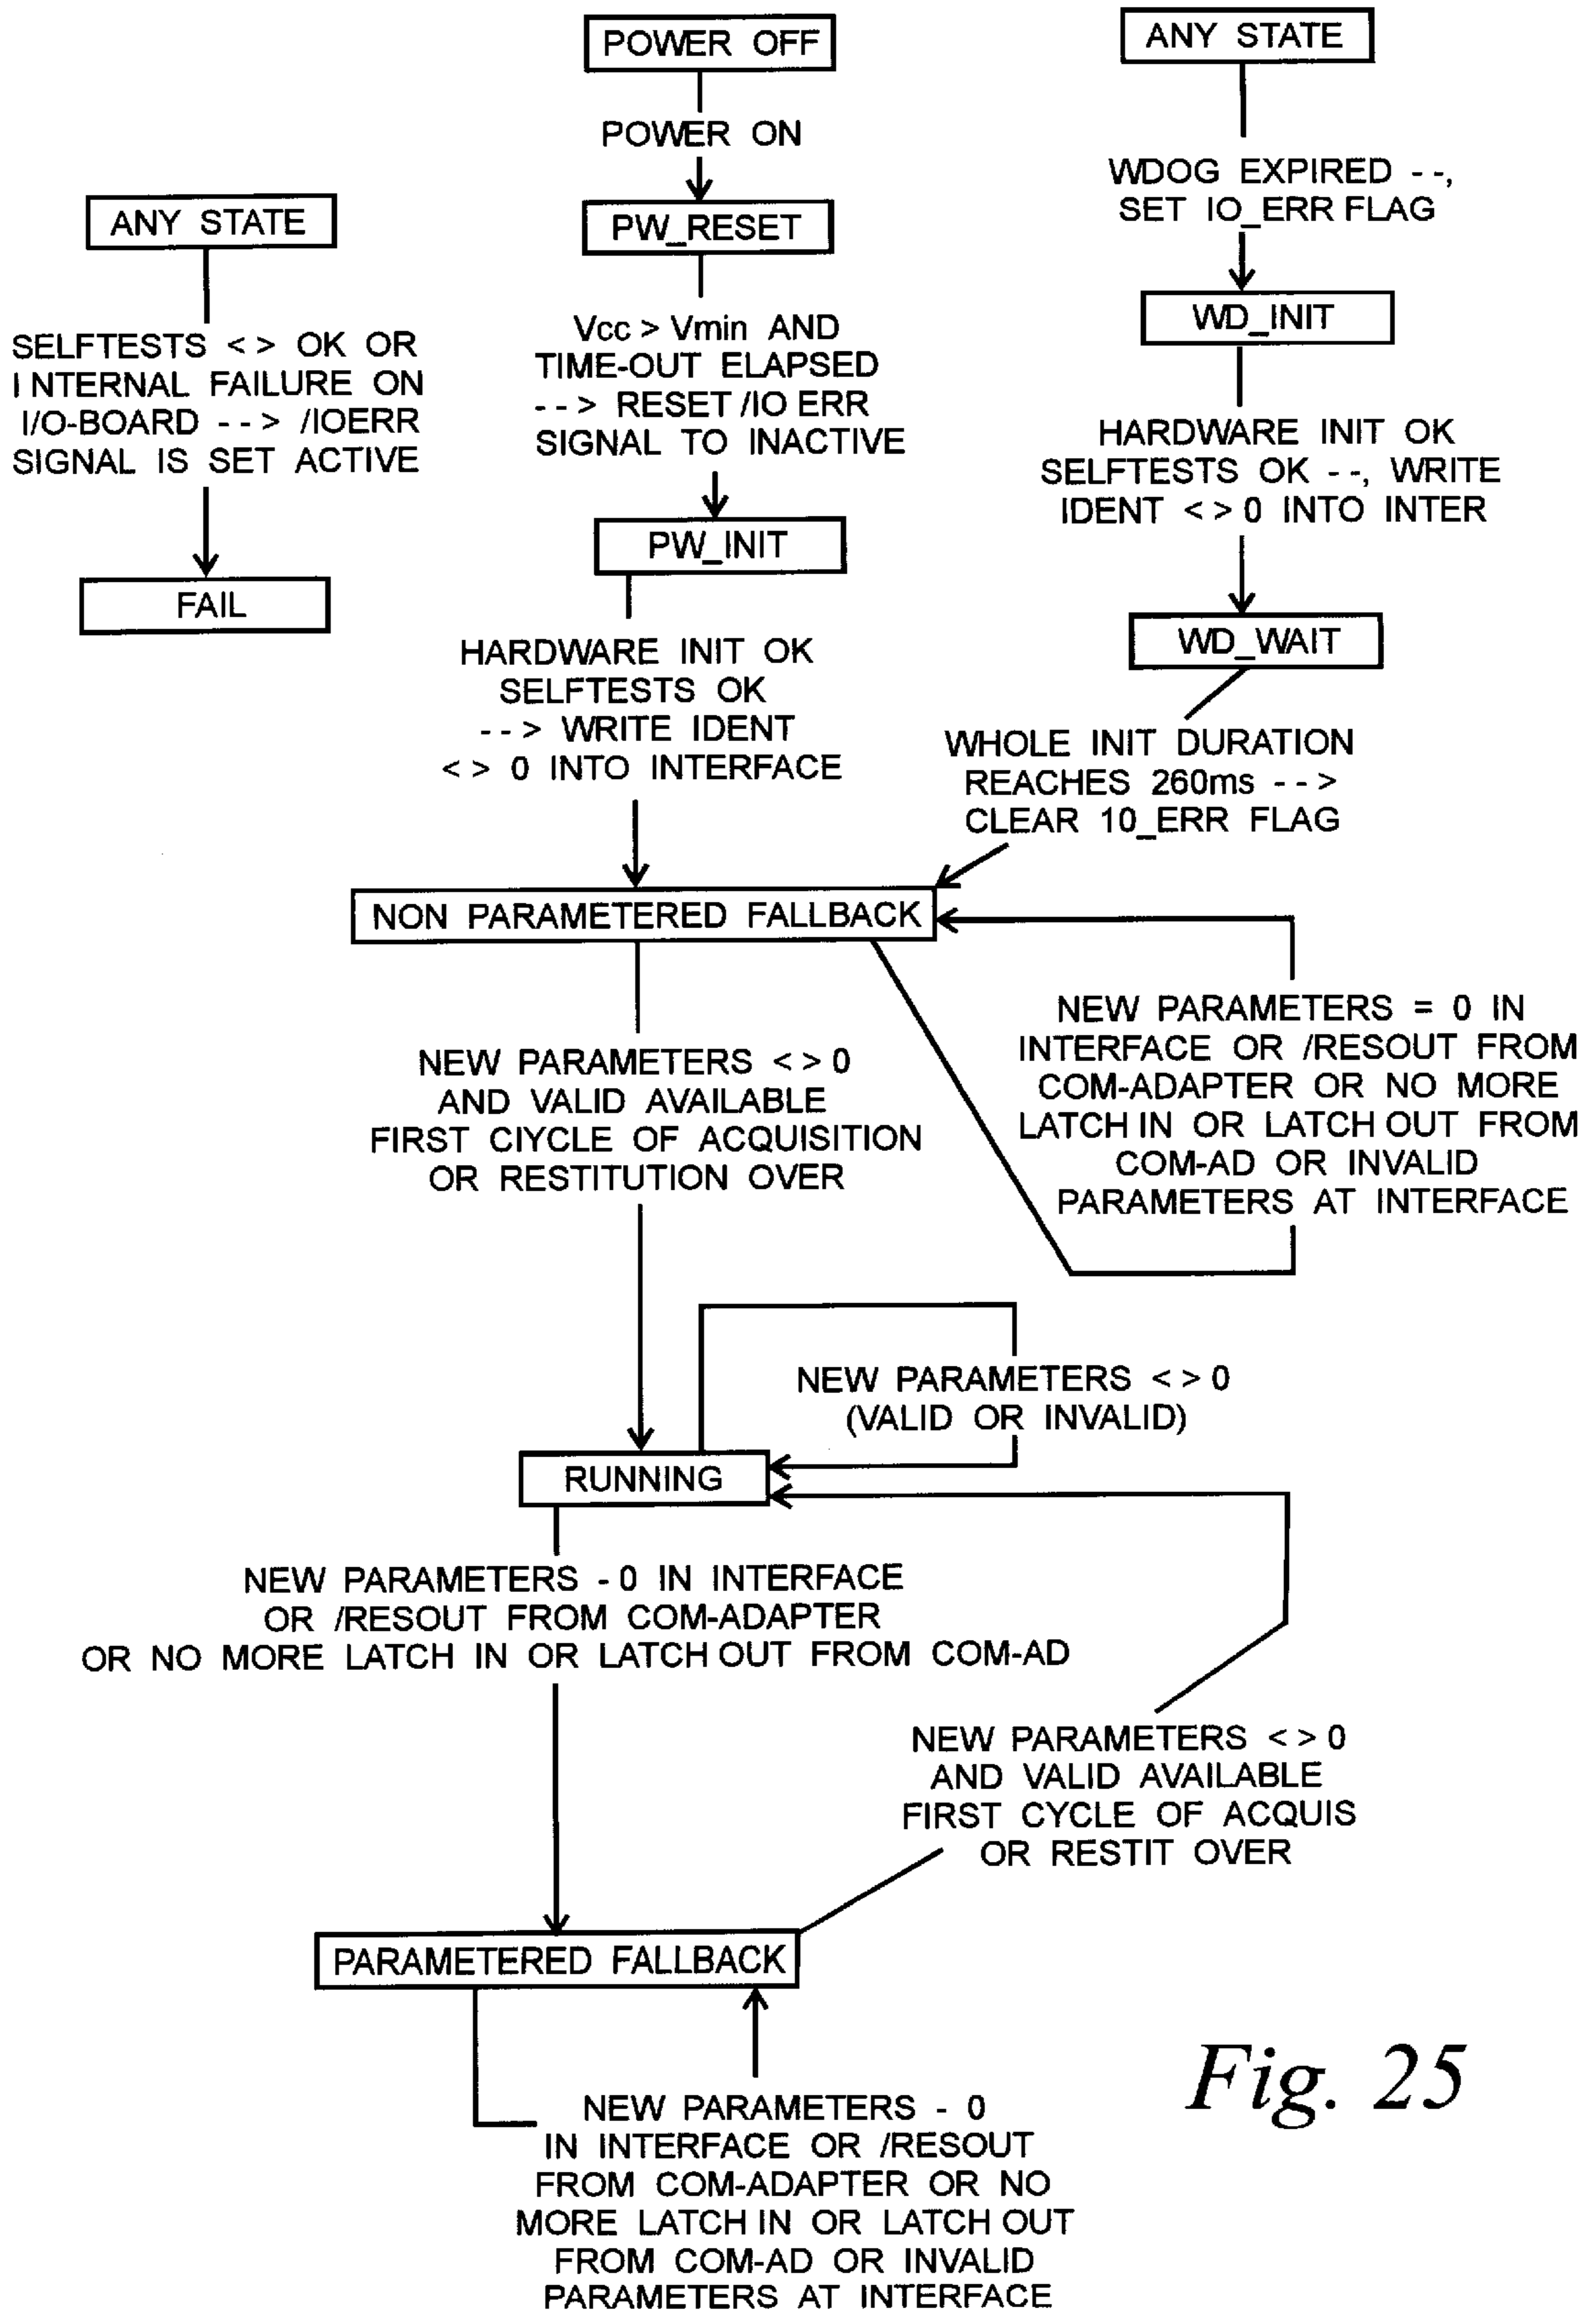 POWER OFF
POWER ON
PW_RESET
Vcc > Vmin AND
TIME-OUT ELAPSED
--> RESET /IO ERR
SIGNAL TO INACTIVE
PW_INIT
HARDWARE INIT OK
SELFTESTS OK
--> WRITE IDENT
<> 0 INTO INTERFACE
ANY STATE
SELFTESTS <> OK OR
INTERNAL FAILURE ON
I/O-BOARD --> /IOERR
SIGNAL IS SET ACTIVE
FAIL
ANY STATE
WDOG EXPIRED --,
SET IO_ERR FLAG
WD_INIT
HARDWARE INIT OK
SELFTESTS OK --, WRITE
IDENT <> 0 INTO INTER
WD_WAIT
WHOLE INIT DURATION
REACHES 260ms -->
CLEAR 10_ERR FLAG
NON PARAMETERED FALLBACK
NEW PARAMETERS = 0 IN
INTERFACE OR /RESOUT FROM
COM-ADAPTER OR NO MORE
LATCH IN OR LATCH OUT FROM
COM-AD OR INVALID
PARAMETERS AT INTERFACE
NEW PARAMETERS <> 0
AND VALID AVAILABLE
FIRST CIYCLE OF ACQUISITION
OR RESTITUTION OVER
NEW PARAMETERS <> 0
(VALID OR INVALID)
RUNNING
NEW PARAMETERS - 0 IN INTERFACE
OR /RESOUT FROM COM-ADAPTER
OR NO MORE LATCH IN OR LATCH OUT FROM COM-AD
NEW PARAMETERS <> 0
AND VALID AVAILABLE
FIRST CYCLE OF ACQUIS
OR RESTIT OVER
PARAMETERED FALLBACK
NEW PARAMETERS - 0
IN INTERFACE OR /RESOUT
FROM COM-ADAPTER OR NO
MORE LATCH IN OR LATCH OUT
FROM COM-AD OR INVALID
PARAMETERS AT INTERFACE
Fig. 25